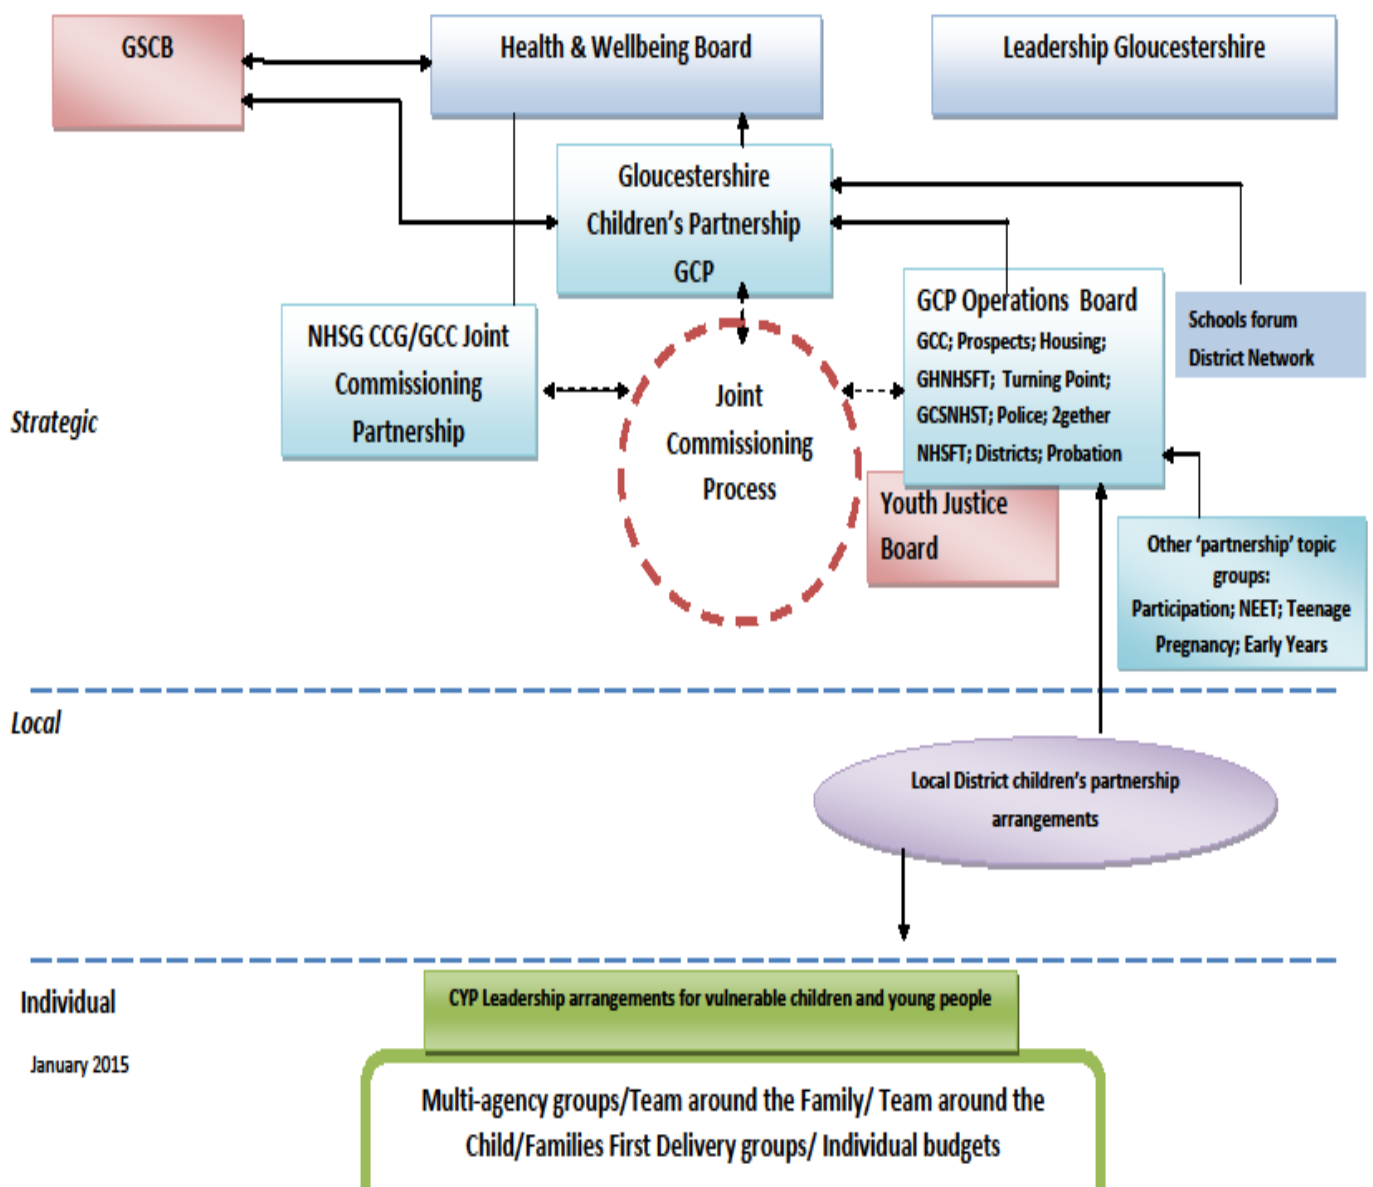 GSCB
Health & Wellbeing Board
Leadership Gloucestershire
Gloucestershire
Children's Partnership
GCP
NHSG CCG/GCC Joint
Commissioning
Partnership
Joint
Commissioning
Process
GCP Operations Board
GCC; Prospects; Housing;
GHNHSFT; Turning Point;
GCSNHST; Police; 2gether
NHSFT; Districts; Probation
Schools forum
District Network
Strategic
Youth Justice
Board
Other ‘partnership’ topic
groups:
Participation; NEET; Teenage
Pregnancy; Early Years
Local
Local District children's partnership
arrangements
Individual
January 2015
CYP Leadership arrangements for vulnerable children and young people
Multi-agency groups/Team around the Family/ Team around the
Child/Families First Delivery groups/ Individual budgets